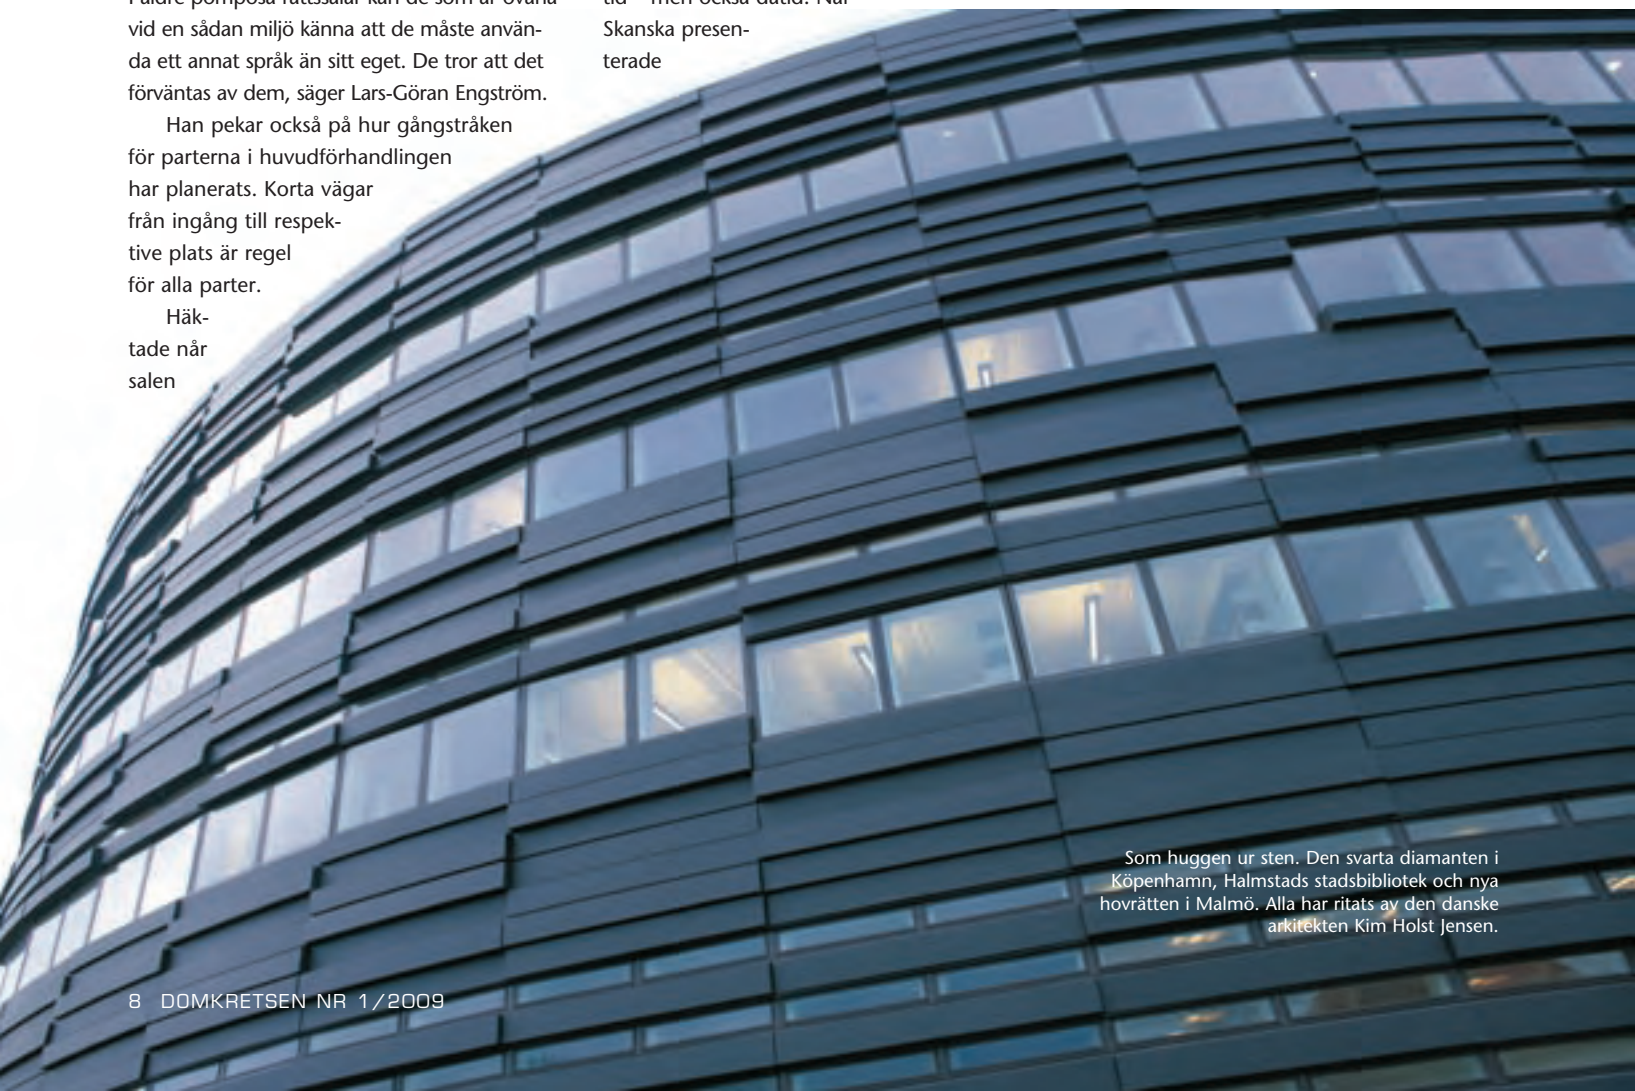 vid en sådan miljö känna att de måste använ-
da ett annat språk än sitt eget. De tror att det
förväntas av dem, säger Lars-Göran Engström.
Han pekar också på hur gångstråken
för parterna i huvudförhandlingen
har planerats. Korta vägar
från ingång till respek-
tive plats är regel
för alla parter.
Häk-
tade når
salen
Skanska presen-
terade
Som huggen ur sten. Den svarta diamanten i
Köpenhamn, Halmstads stadsbibliotek och nya
hovrätten i Malmö. Alla har ritats av den danske
arkitekten Kim Holst Jensen.
8 DOMKRETSEN NR 1/2009